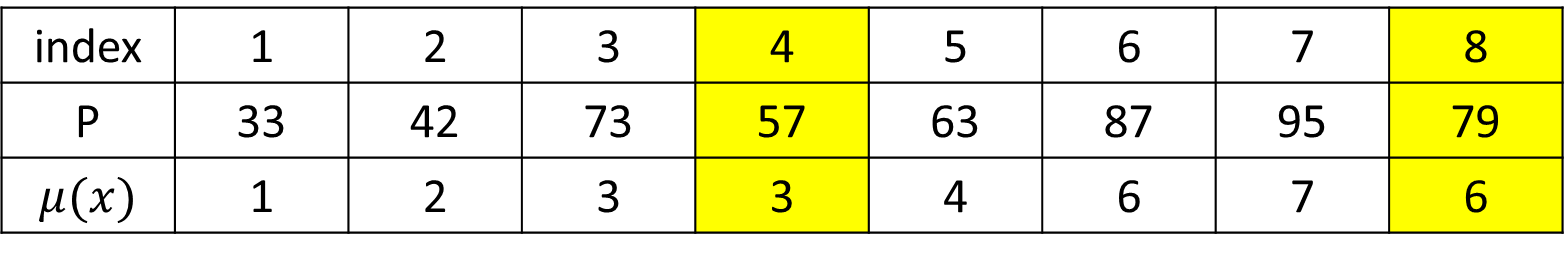 index 1 2 3 4 5 6 7 8
P 33 42 73 57 63 87 95 79
𝜇(𝑥) 1 2 3 3 4 6 7 6